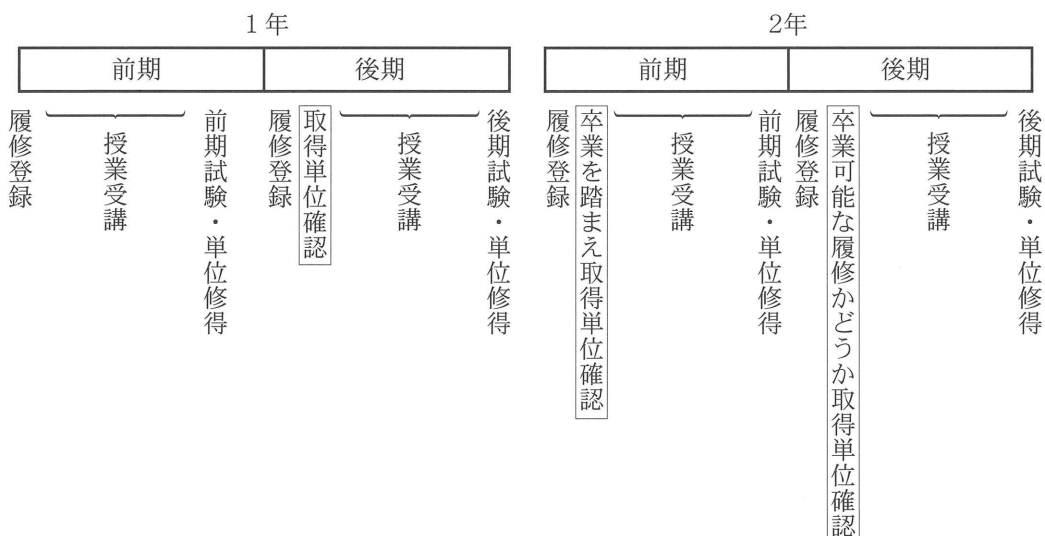 1年
前期
後期
履修登録
授業受講
前期試験・単位修得
履修登録
取得単位確認
授業受講
後期試験・単位修得
2年
前期
後期
履修登録
卒業を踏まえ取得単位確認
授業受講
前期試験・単位修得
履修登録
卒業可能な履修かどうか取得単位確認
授業受講
後期試験・単位修得